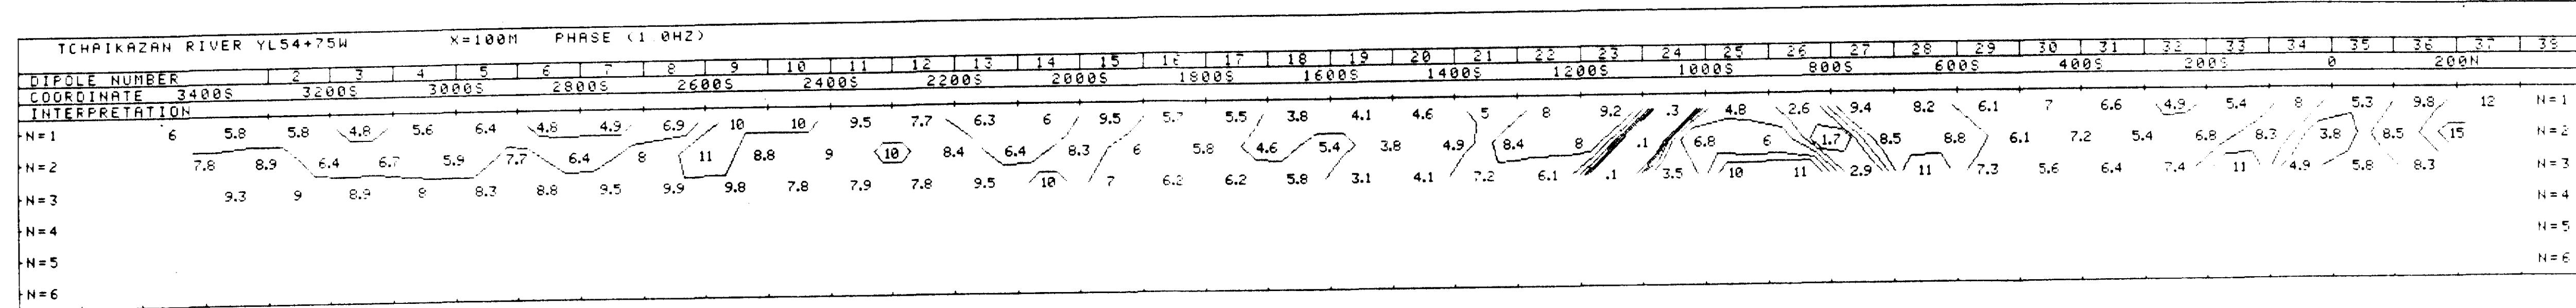 TCHAIKAZAN RIVER YL54+75W X=100M PHASE (1.0HZ)
DIPOLE NUMBER 2 3 4 5 6 7 8 9 10 11 12 13 14 15 16 17 18 19 20 21 22 23 24 25 26 27 28 29 30 31 32 33 34 35 36 37 38
COORDINATE 3400S 3200S 3000S 2800S 2600S 2400S 2200S 2000S 1800S 1600S 1400S 1200S 1000S 800S 600S 400S 200S 0 200N
INTERPRETATION
N=1 6 5.8 5.8 4.8 5.6 6.4 4.8 4.9 6.9 10 10 9.5 7.7 6.3 6 9.5 5.7 5.5 3.8 4.1 4.6 5 8 9.2 .3 4.8 2.6 9.4 8.2 6.1 7 6.6 4.9 5.4 8 5.3 9.8 12 N=1
N=2 7.8 8.9 6.4 6.7 5.9 7.7 6.4 8 11 8.8 9 10 8.4 6.4 8.3 6 5.8 4.6 5.4 3.8 4.9 8.4 8 .1 6.8 6 1.7 8.5 8.8 6.1 7.2 5.4 6.8 8.3 3.8 8.5 15 N=2
N=3 9.3 9 8.9 8 8.3 8.8 9.5 9.9 9.8 7.8 7.9 7.8 9.5 10 7 6.2 6.2 5.8 3.1 4.1 7.2 6.1 .1 3.5 10 11 2.9 11 7.3 5.6 6.4 7.4 11 4.9 5.8 8.3 N=3
N=4 N=4
N=5 N=5
N=6 N=6